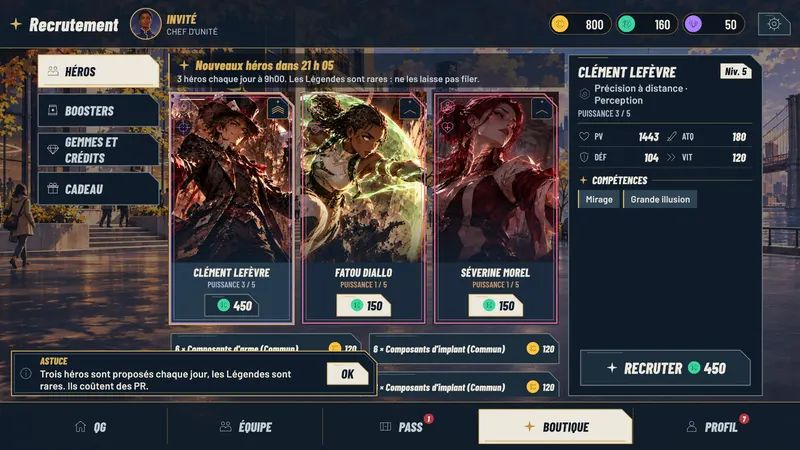 Recrutement
INVITÉ
CHEF D'UNITÉ
800
160
50
HÉROS
BOOSTERS
GEMMES ET
CRÉDITS
CADEAU
Nouveaux héros dans 21 h 05
3 héros chaque jour à 9h00. Les Légendes sont rares : ne les laisse pas filer.
CLÉMENT LEFÈVRE
PUISSANCE 3 / 5
450
FATOU DIALLO
PUISSANCE 1 / 5
150
SÉVERINE MOREL
PUISSANCE 1 / 5
150
6 × Composants d'arme (Commun)
120
6 × Composants d'implant (Commun)
120
× Composants d'implant (Commun)
120
ASTUCE
Trois héros sont proposés chaque jour, les Légendes sont
rares. Ils coûtent des PR.
OK
CLÉMENT LEFÈVRE
Niv. 5
Précision à distance ·
Perception
PUISSANCE 3 / 5
PV 1443 ATQ 180
DÉF 104 VIT 120
COMPÉTENCES
Mirage
Grande illusion
RECRUTER 450
QG
ÉQUIPE
PASS
1
BOUTIQUE
PROFIL
7